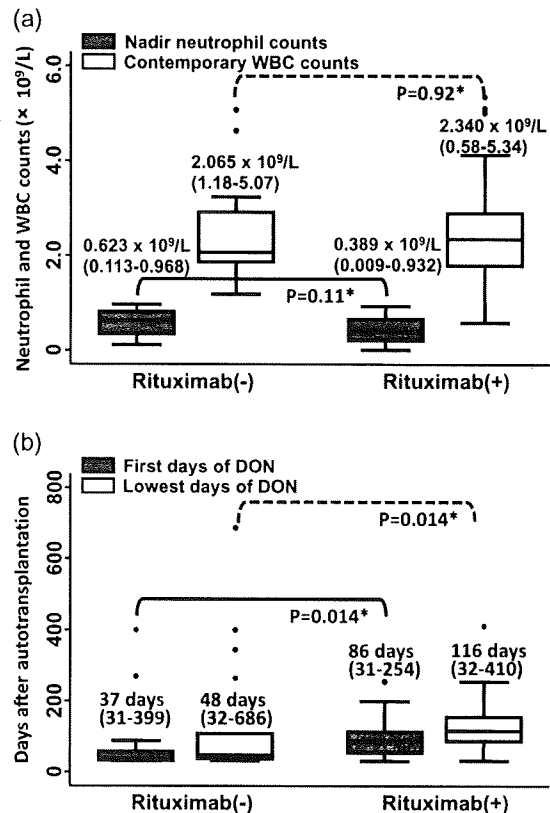 (a)
Nadir neutrophil counts
Contemporary WBC counts
Neutrophil and WBC counts (× 10⁹/L)
6.0
4.0
2.0
0
P=0.92*
2.065 x 10⁹/L
(1.18-5.07)
2.340 x 10⁹/L
(0.58-5.34)
0.623 x 10⁹/L
(0.113-0.968)
0.389 x 10⁹/L
(0.009-0.932)
P=0.11*
Rituximab(-)
Rituximab(+)
(b)
First days of DON
Lowest days of DON
Days after autotransplantation
800
600
400
200
0
P=0.014*
P=0.014*
37 days
(31-399)
48 days
(32-686)
86 days
(31-254)
116 days
(32-410)
Rituximab(-)
Rituximab(+)